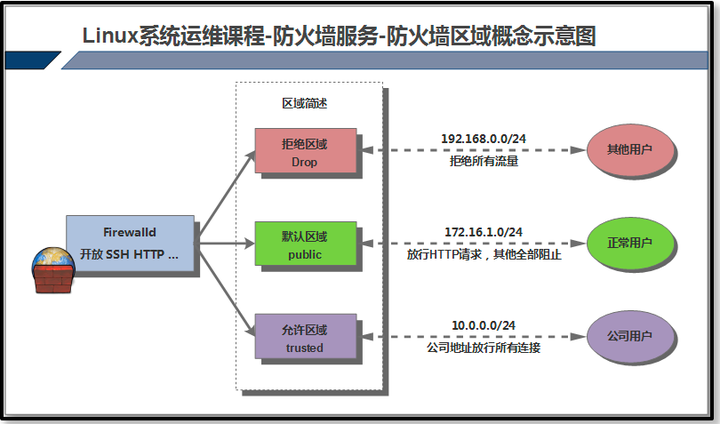 Linux系统运维课程-防火墙服务-防火墙区域概念示意图
区域简述
拒绝区域
Drop
192.168.0.0/24
拒绝所有流量
其他用户
Firewalld
开放 SSH HTTP ...
默认区域
public
172.16.1.0/24
放行HTTP请求，其他全部阻止
正常用户
允许区域
trusted
10.0.0.0/24
公司地址放行所有连接
公司用户